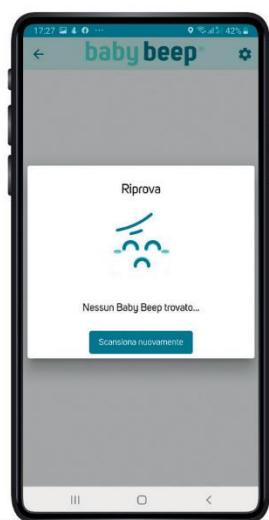 17:27 42%
baby beep
Riprova
Nessun Baby Beep trovato...
Scansiona nuovamente